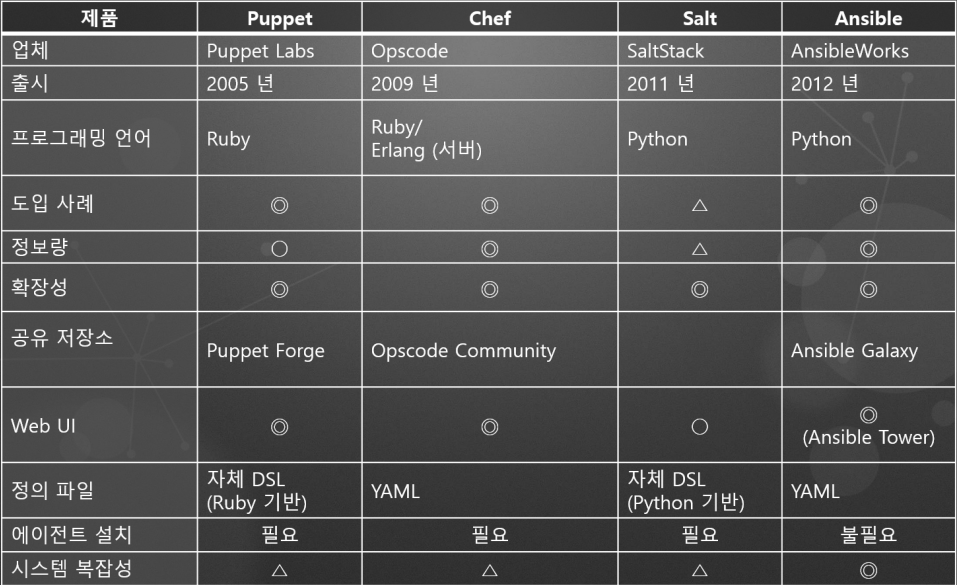 제품 Puppet Chef Salt Ansible
업체 Puppet Labs Opscode SaltStack AnsibleWorks
출시 2005 년 2009 년 2011 년 2012 년
프로그래밍 언어 Ruby Ruby/
Erlang (서버) Python Python
도입 사례 ◎ ◎ △ ◎
정보량 ○ ◎ △ ◎
확장성 ◎ ◎ ◎ ◎
공유 저장소 Puppet Forge Opscode Community Ansible Galaxy
Web UI ◎ ◎ ○ ◎
(Ansible Tower)
정의 파일 자체 DSL
(Ruby 기반) YAML 자체 DSL
(Python 기반) YAML
에이전트 설치 필요 필요 필요 불필요
시스템 복잡성 △ △ △ ◎